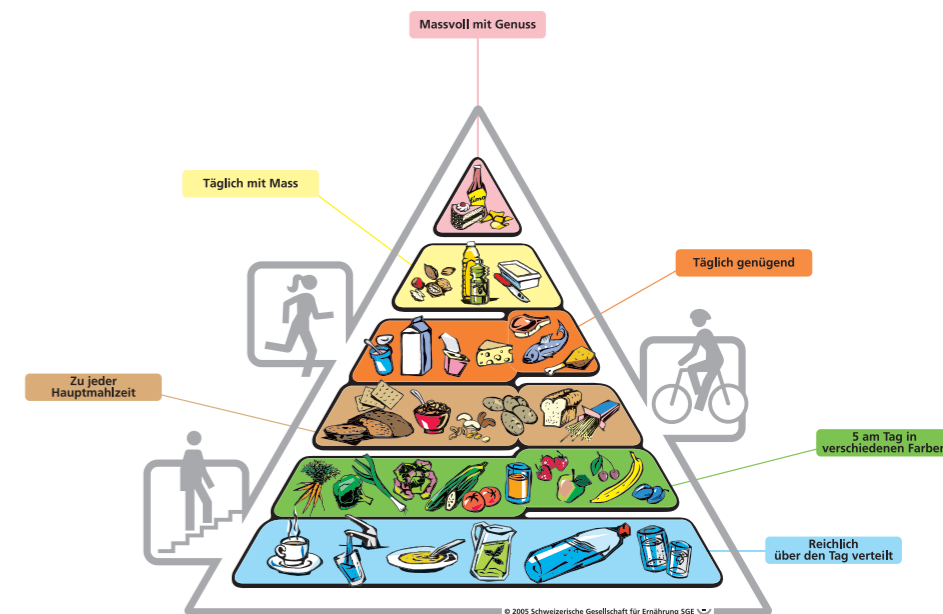 Massvoll mit Genuss
Täglich mit Mass
Täglich genügend
Zu jeder
Hauptmahlzeit
5 am Tag in
verschiedenen Farben
Reichlich
über den Tag verteilt
© 2005 Schweizerische Gesellschaft für Ernährung SGE